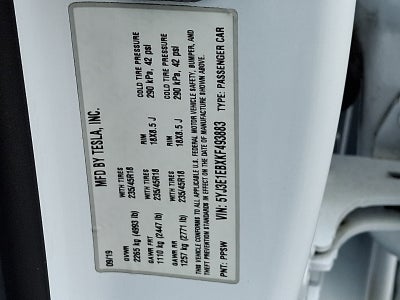 MFD BY TESLA, INC.
09/19
GVWR WITH TIRES RIM COLD TIRE PRESSURE
2265 kg (4993 lb) 235/45R18 18X8.5 J 290 kPa, 42 psi
GAWR FRT WITH TIRES RIM COLD TIRE PRESSURE
1110 kg (2447 lb) 235/45R18 18X8.5 J 290 kPa, 42 psi
GAWR RR
1257 kg (2771 lb) 235/45R18
THIS VEHICLE CONFORMS TO ALL APPLICABLE U.S. FEDERAL MOTOR VEHICLE SAFETY, BUMPER, AND
THEFT PREVENTION STANDARDS IN EFFECT ON THE DATE OF MANUFACTURE SHOWN ABOVE.
VIN: 5YJ3E1EBXKF493883 TYPE: PASSENGER CAR
PNT: PPSW